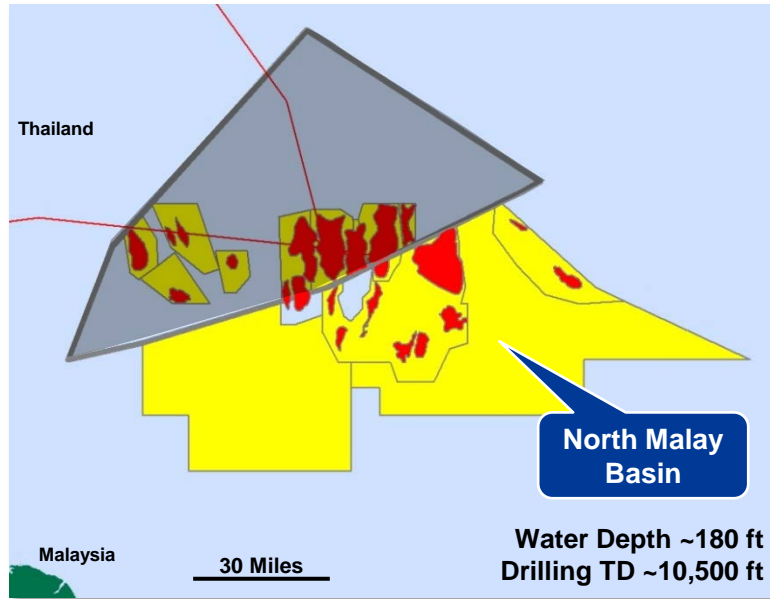 Thailand
North Malay
Basin
Water Depth ~180 ft
Malaysia
30 Miles
Drilling TD ~10,500 ft